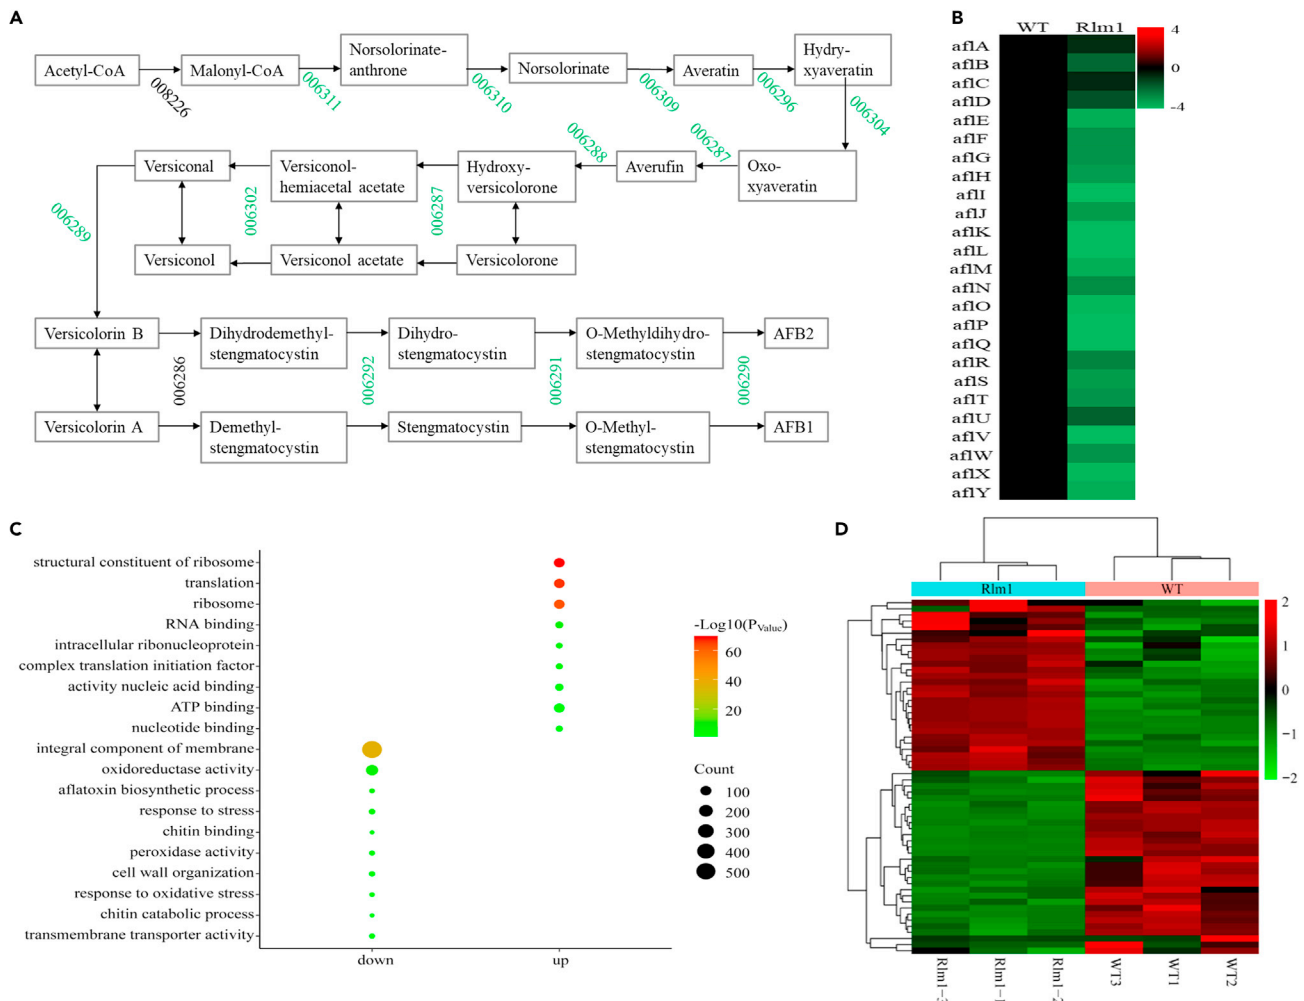 A
Acetyl-CoA
008226
Malonyl-CoA
006311
Norsolorinate-
anthrone
006310
Norsolorinate
006309
Averatin
006296
Hydry-
xyaveratin
006304
Versiconal
006302
Versiconol-
hemiacetal acetate
006287
Hydroxy-
versicolorone
006288
Averufin
006287
Oxo-
xyaveratin
006289
Versiconol
Versiconol acetate
Versicolorone
Versicolorin B
Dihydrodemethyl-
stengmatocystin
Dihydro-
stengmatocystin
O-Methyldihydro-
stengmatocystin
AFB2
006286
006292
006291
006290
Versicolorin A
Demethyl-
stengmatocystin
Stengmatocystin
O-Methyl-
stengmatocystin
AFB1
B
WT Rlm1
aflA
aflB
aflC
aflD
aflE
aflF
aflG
aflH
aflI
aflJ
aflK
aflL
aflM
aflN
aflO
aflP
aflQ
aflR
aflS
aflT
aflU
aflV
aflW
aflX
aflY
4
0
−4
C
structural constituent of ribosome
translation
ribosome
RNA binding
intracellular ribonucleoprotein
complex translation initiation factor
activity nucleic acid binding
ATP binding
nucleotide binding
integral component of membrane
oxidoreductase activity
aflatoxin biosynthetic process
response to stress
chitin binding
peroxidase activity
cell wall organization
response to oxidative stress
chitin catabolic process
transmembrane transporter activity
down up
-Log10(PValue)
60
40
20
Count
100
200
300
400
500
D
Rlm1 WT
2
1
0
−1
−2
Rlm1−3
Rlm1−1
Rlm1−2
WT3
WT1
WT2